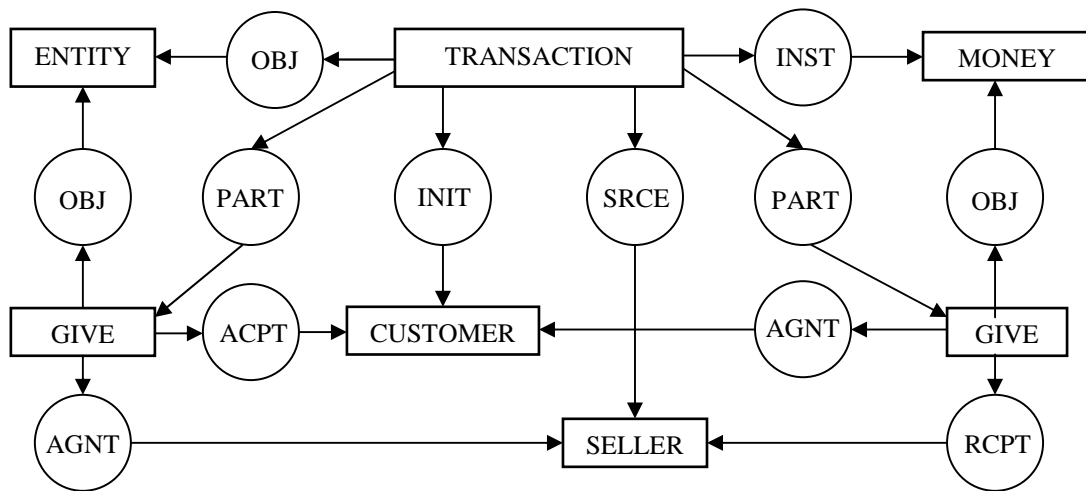 ENTITY
OBJ
TRANSACTION
INST
MONEY
OBJ
PART
INIT
SRCE
PART
OBJ
GIVE
ACPT
CUSTOMER
AGNT
GIVE
AGNT
SELLER
RCPT